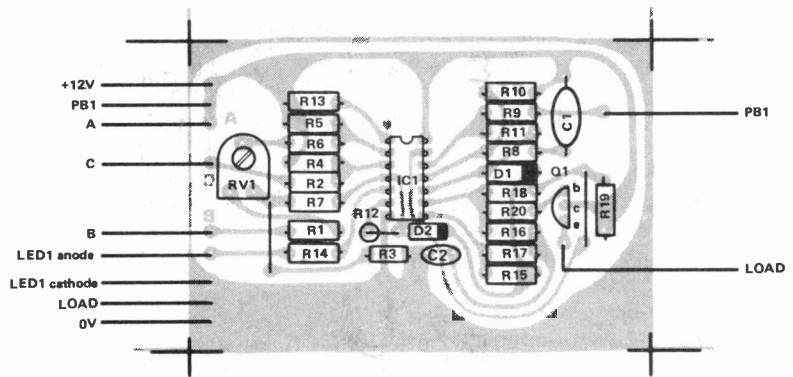 +12V
PB1
A
C
B
LED1 anode
LED1 cathode
LOAD
0V
A
B
RV1
R13
R5
R6
R4
R2
R7
R1
R14
IC1
R12
D2
R3
C2
R10
R9
R11
R8
D1
R18
R20
R16
R17
R15
C1
Q1
b
c
e
R19
PB1
LOAD